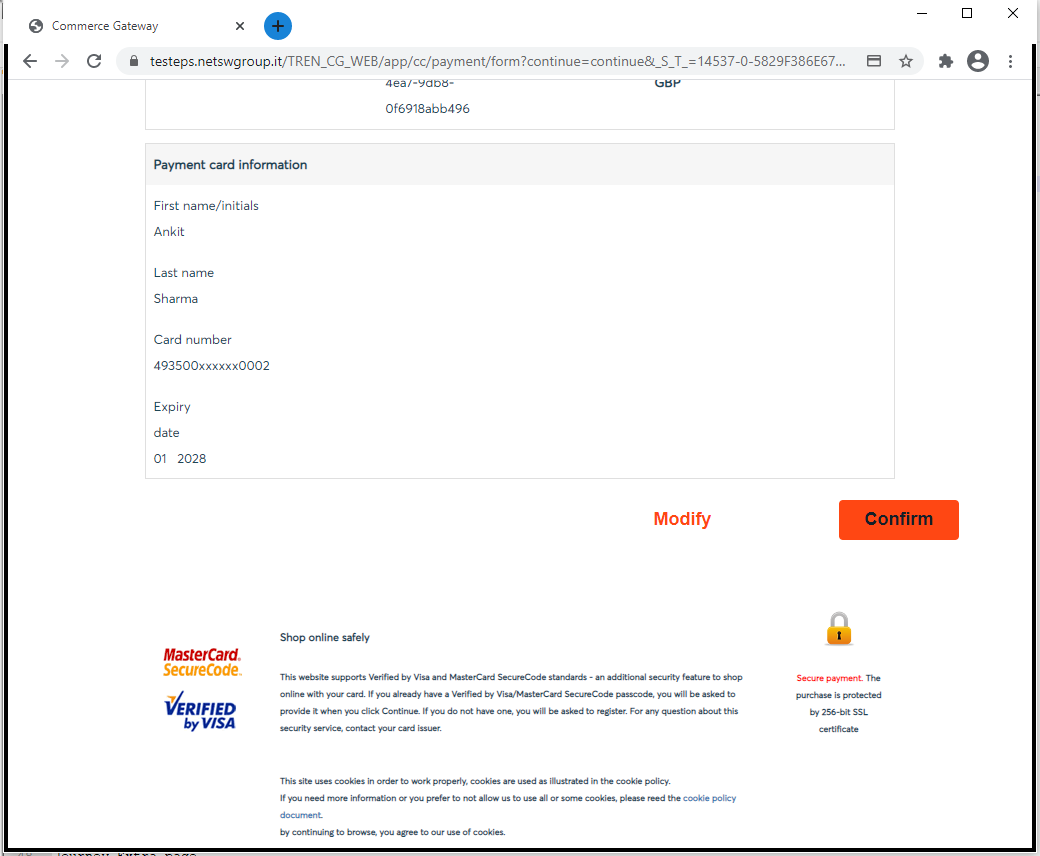 Commerce Gateway
testeps.netswgroup.it/TREN_CG_WEB/app/cc/payment/form?continue=continue&_S_T_=14537-0-5829F386E67...
4ea7-9db8-
GBP
0f6918abb496
Payment card information
First name/initials
Ankit
Last name
Sharma
Card number
493500xxxxxx0002
Expiry
date
01 2028
Modify
Confirm
MasterCard.
SecureCode.
VERIFIED
by VISA
Shop online safely
This website supports Verified by Visa and MasterCard SecureCode standards - an additional security feature to shop
online with your card. If you already have a Verified by Visa/MasterCard SecureCode passcode, you will be asked to
provide it when you click Continue. If you do not have one, you will be asked to register. For any question about this
security service, contact your card issuer.
Secure payment. The
purchase is protected
by 256-bit SSL
certificate
This site uses cookies in order to work properly, cookies are used as illustrated in the cookie policy.
If you need more information or you prefer to not allow us to use all or some cookies, please reed the cookie policy
document.
by continuing to browse, you agree to our use of cookies.